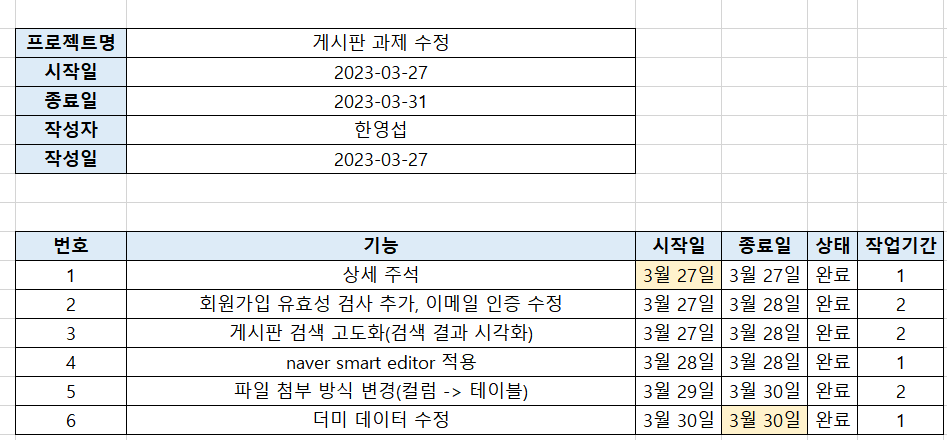 프로젝트명 게시판 과제 수정
시작일 2023-03-27
종료일 2023-03-31
작성자 한영섭
작성일 2023-03-27
번호 기능 시작일 종료일 상태 작업기간
1 상세 주석 3월 27일 3월 27일 완료 1
2 회원가입 유효성 검사 추가, 이메일 인증 수정 3월 27일 3월 28일 완료 2
3 게시판 검색 고도화(검색 결과 시각화) 3월 27일 3월 28일 완료 2
4 naver smart editor 적용 3월 28일 3월 28일 완료 1
5 파일 첨부 방식 변경(컬럼 -> 테이블) 3월 29일 3월 30일 완료 2
6 더미 데이터 수정 3월 30일 3월 30일 완료 1